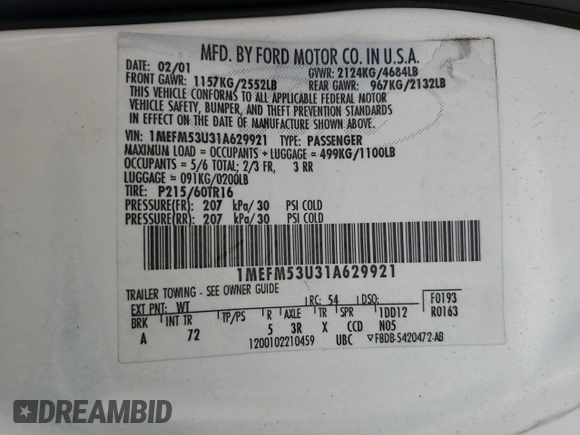 MFD. BY FORD MOTOR CO. IN U.S.A.
DATE: 02/01 GVWR: 2124KG/4684LB
FRONT GAWR: 1157KG/2552LB REAR GAWR: 967KG/2132LB
THIS VEHICLE CONFORMS TO ALL APPLICABLE FEDERAL MOTOR
VEHICLE SAFETY, BUMPER, AND THEFT PREVENTION STANDARDS
IN EFFECT ON THE DATE OF MANUFACTURE SHOWN ABOVE.
VIN: 1MEFM53U31A629921 TYPE: PASSENGER
MAXIMUM LOAD = OCCUPANTS + LUGGAGE = 499KG/1100LB
OCCUPANTS = 5/6 TOTAL; 2/3 FR, 3 RR
LUGGAGE = 091KG/0200LB
TIRE: P215/60TR16
PRESSURE(FR): 207 kPa/30 PSI COLD
PRESSURE(RR): 207 kPa/30 PSI COLD
1MEFM53U31A629921
TRAILER TOWING - SEE OWNER GUIDE
EXT PNT: WT RC: 54 DSO: F0193
BRK INT TR TP/PS R AXLE TR SPR 1DD12 R0163
A 72 5 3R X CCD N05
1200102210459 UBC F8DB-5420472-AB
DREAMBID